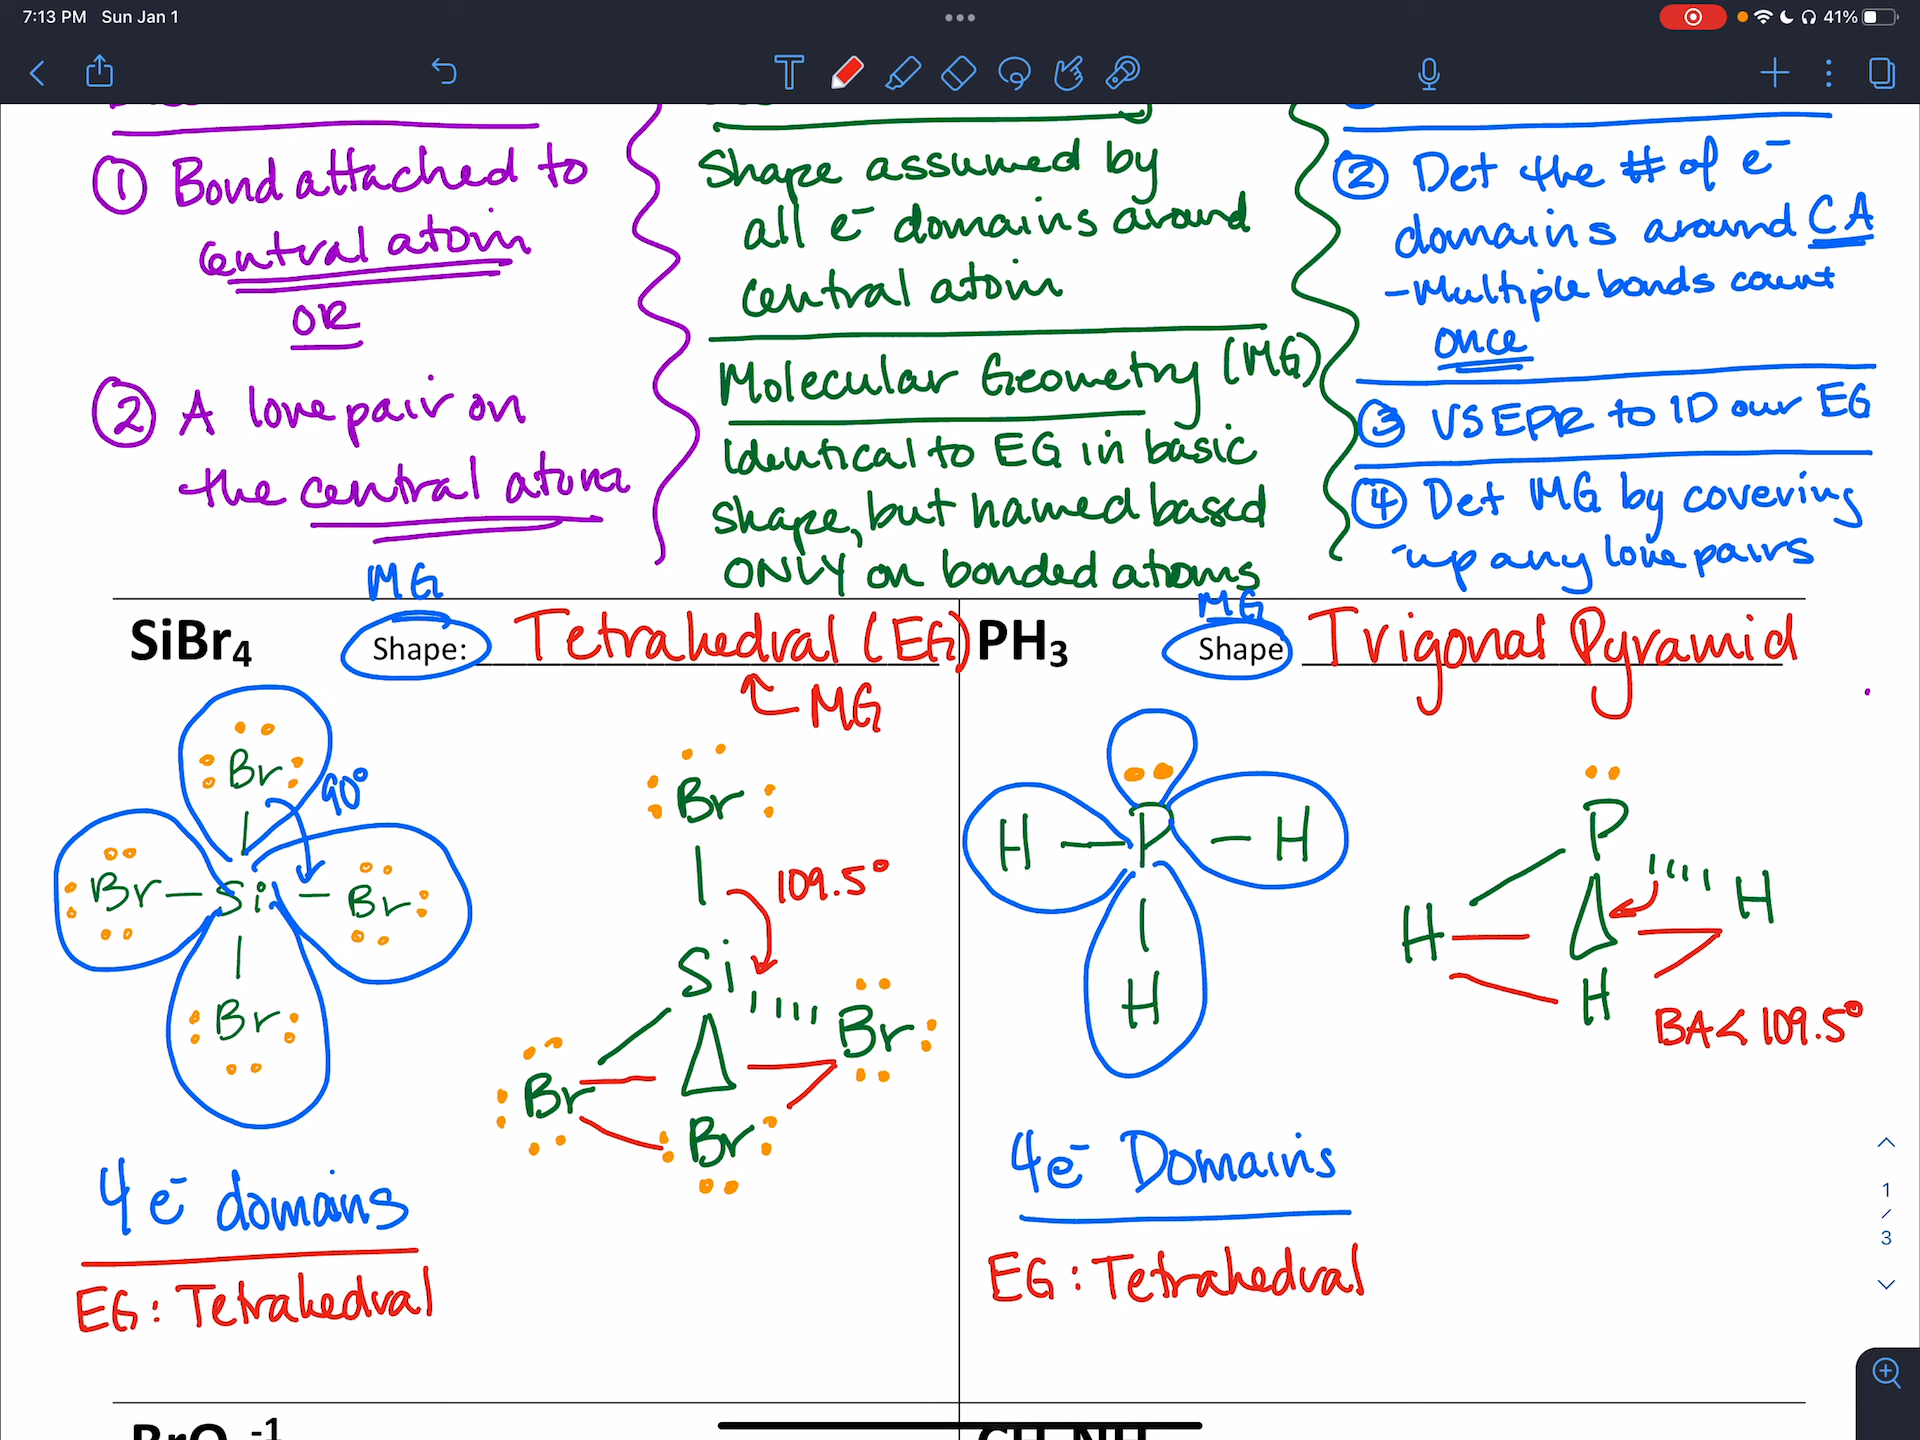 7:13 PM Sun Jan 1
41%
① Bond attached to
central atom
OR
② A lone pair on
the central atom
Shape assumed by
all e⁻ domains around
central atom
Molecular Geometry (MG)
Identical to EG in basic
shape, but named based
ONLY on bonded atoms
② Det the # of e⁻
domains around CA
- Multiple bonds count
once
③ VSEPR to ID our EG
④ Det MG by covering
up any lone pairs
MG
SiBr₄ Shape: Tetrahedral (EG)
MG
Br
90°
Br Si Br
Br
4 e⁻ domains
EG: Tetrahedral
Br
109.5°
Si
Br Br
Br
MG
PH₃ Shape Trigonal Pyramid
H P H
H
4e⁻ Domains
EG: Tetrahedral
P
H H
H
BA< 109.5°
1
/
3